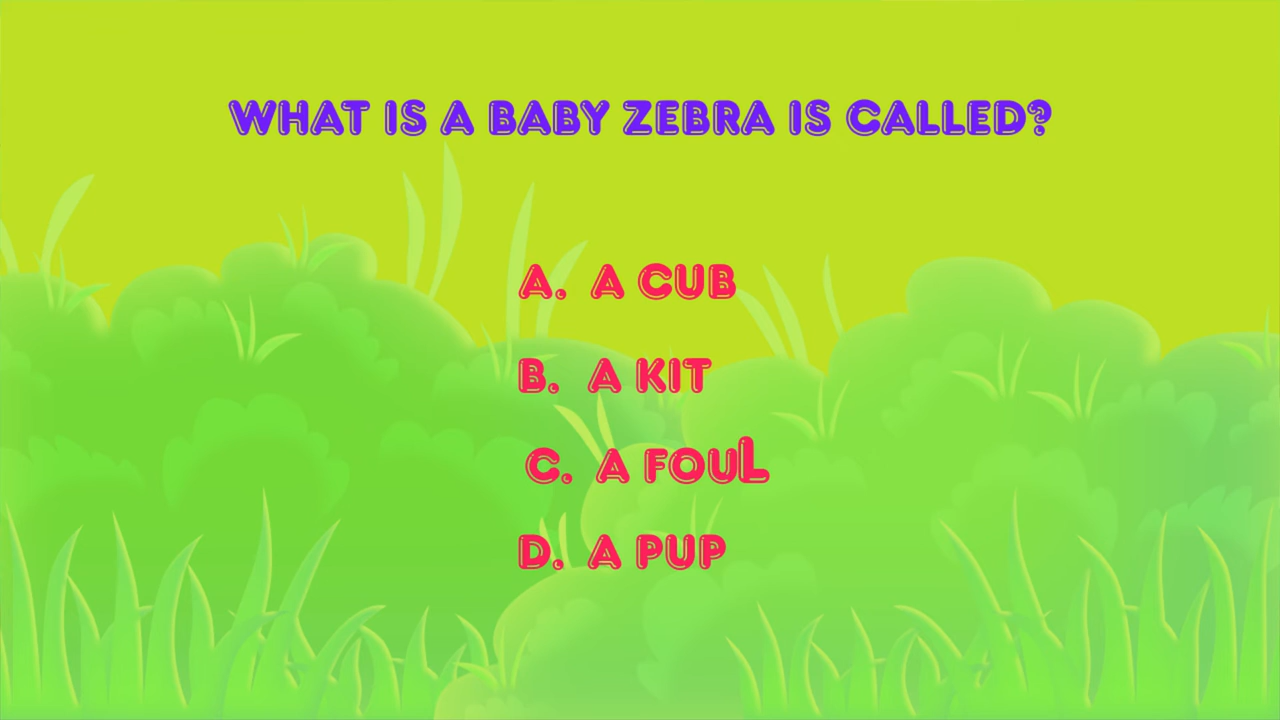 WHAT IS A BABY ZEBRA IS CALLED?
A. A CUB
B. A KIT
C. A FOUL
D. A PUP